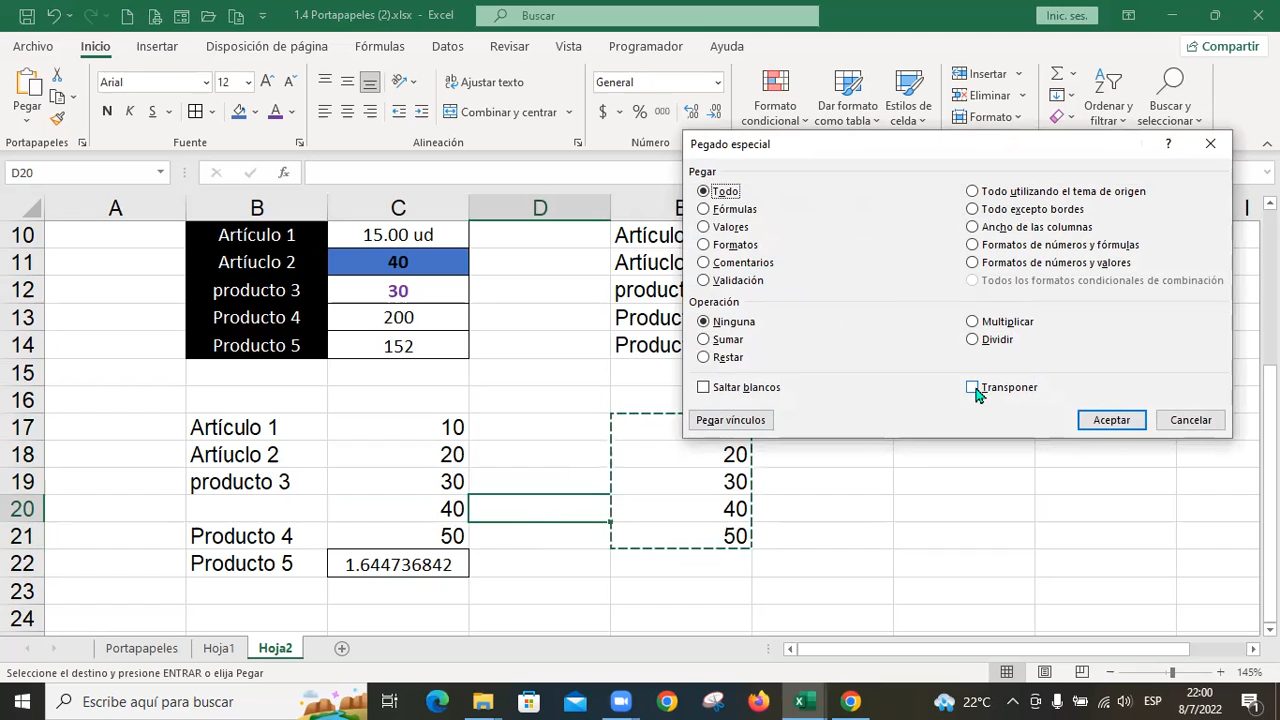 1.4 Portapapeles (2).xlsx - Excel
Buscar
Inic. ses.
Archivo Inicio Insertar Disposición de página Fórmulas Datos Revisar Vista Programador Ayuda
Compartir
Pegar
Arial 12
N K S
Ajustar texto
Combinar y centrar
General
$ % 000
Formato condicional
Dar formato como tabla
Estilos de celda
Insertar
Eliminar
Formato
Ordenar y filtrar
Buscar y seleccionar
Portapapeles Fuente Alineación Número
D20
fx
A B C D I
10 Artículo 1 15.00 ud Artículo
11 Artíuclo 2 40 Artíuclo
12 producto 3 30
13 Producto 4 200
14 Producto 5 152
15
16
17 Artículo 1 10
18 Artíuclo 2 20 20
19 producto 3 30 30
20 40 40
21 Producto 4 50 50
22 Producto 5 1.644736842
23
24
Pegado especial
?
Pegar
Todo Todo utilizando el tema de origen
Fórmulas Todo excepto bordes
Valores Ancho de las columnas
Formatos Formatos de números y fórmulas
Comentarios Formatos de números y valores
Validación Todos los formatos condicionales de combinación
Operación
Ninguna Multiplicar
Sumar Dividir
Restar
Saltar blancos Transponer
Pegar vínculos Aceptar Cancelar
Portapapeles Hoja1 Hoja2
Seleccione el destino y presione ENTRAR o elija Pegar
145%
Escribe aquí para buscar
22°C
ESP
22:00
8/7/2022
1